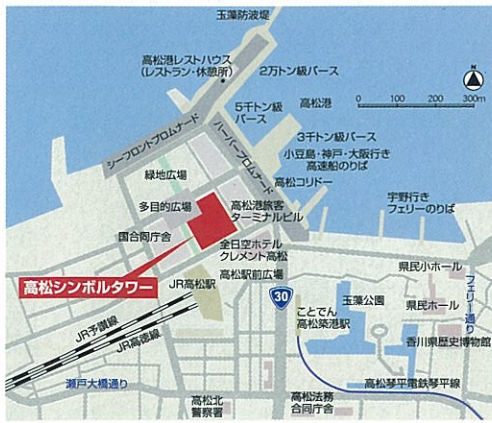 玉藻防波堤
高松港レストハウス
(レストラン・休憩所)
2万トン級バース
5千トン級
バース
高松港
0 100 200 300m
3千トン級バース
小豆島・神戸・大阪行き
高速船のりば
シーフロントプロムナード
ハーバープロムナード
高松コリドー
緑地広場
多目的広場
高松港旅客
ターミナルビル
宇野行き
フェリーのりば
国合同庁舎
全日空ホテル
クレメント高松
高松シンボルタワー
JR高松駅
高松駅前広場
30
県民小ホール
フェリー通り
玉藻公園
県民ホール
ことでん
高松築港駅
香川県歴史博物館
JR予讃線
JR高徳線
瀬戸大橋通り
高松琴平電鉄琴平線
高松北
警察署
高松法務
合同庁舎